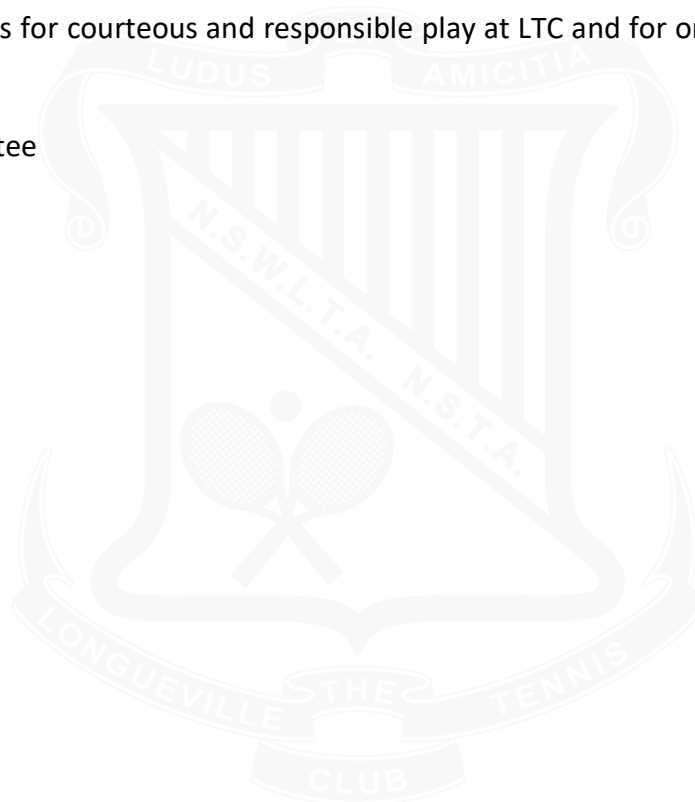 s for courteous and responsible play at LTC and for o
tee
LUDUS AMICITIA
N.S.W.L.T.A. N.S.T.A.
LONGUEVILLE THE TENNIS
CLUB